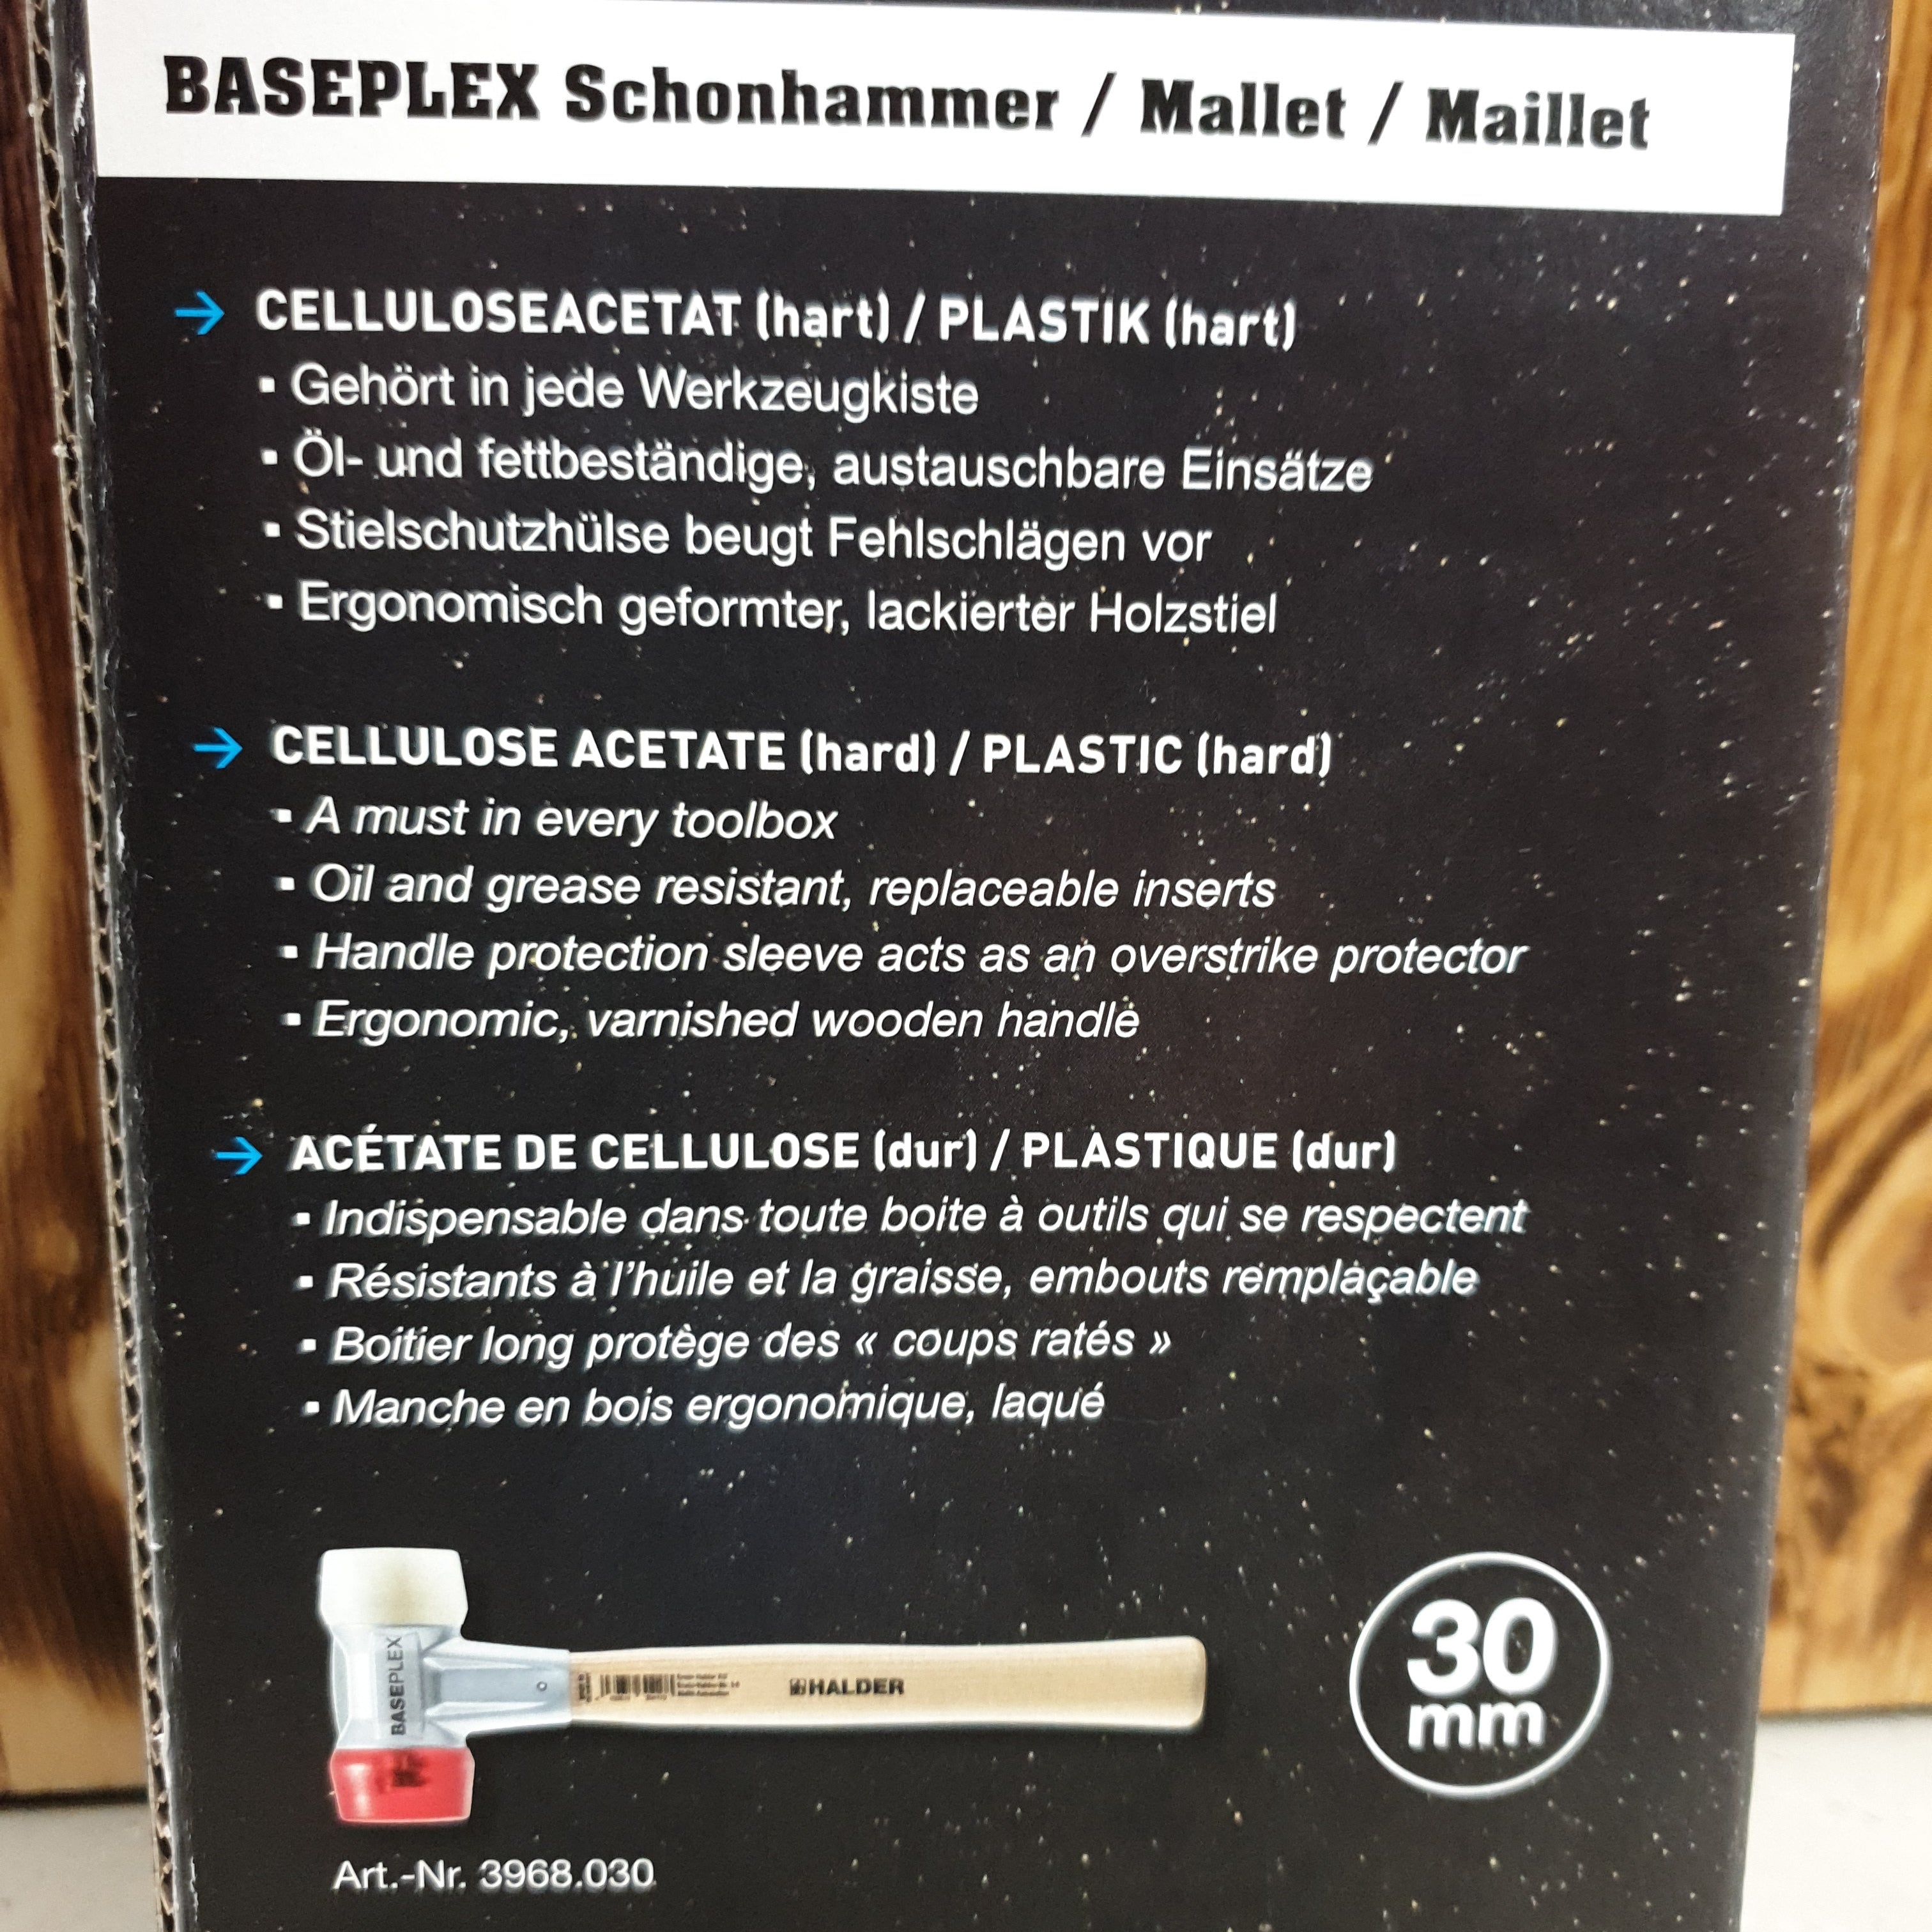 BASEPLEX Schonhammer / Mallet / Maillet
→ CELLULOSEACETAT (hart) / PLASTIK (hart)
▪ Gehört in jede Werkzeugkiste
▪ Öl- und fettbeständige, austauschbare Einsätze
▪ Stielschutzhülse beugt Fehlschlägen vor
▪ Ergonomisch geformter, lackierter Holzstiel
→ CELLULOSE ACETATE (hard) / PLASTIC (hard)
▪ A must in every toolbox
▪ Oil and grease resistant, replaceable inserts
▪ Handle protection sleeve acts as an overstrike protector
▪ Ergonomic, varnished wooden handle
→ ACÉTATE DE CELLULOSE (dur) / PLASTIQUE (dur)
▪ Indispensable dans toute boite à outils qui se respectent
▪ Résistants à l'huile et la graisse, embouts remplaçable
▪ Boitier long protège des « coups ratés »
▪ Manche en bois ergonomique, laqué
BASEPLEX
HALDER
30
mm
Art.-Nr. 3968.030